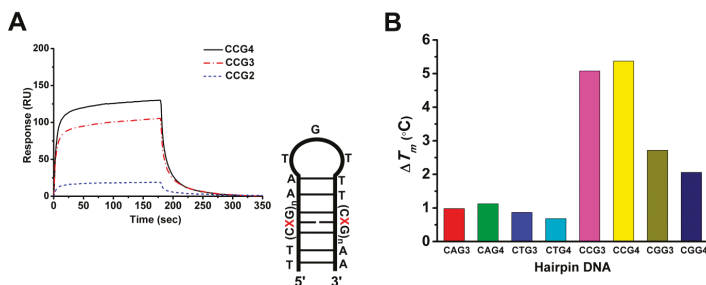 A
200
150
100
50
0
Response (RU)
CCG4
CCG3
CCG2
0 50 100 150 200 250 300 350
Time (sec)
G
T T
A T
A T
(CXG)n (CXG)n
T A
T A
5' 3'
B
6
5
4
3
2
1
0
ΔTm (°C)
CAG3 CAG4 CTG3 CTG4 CCG3 CCG4 CGG3 CGG4
Hairpin DNA